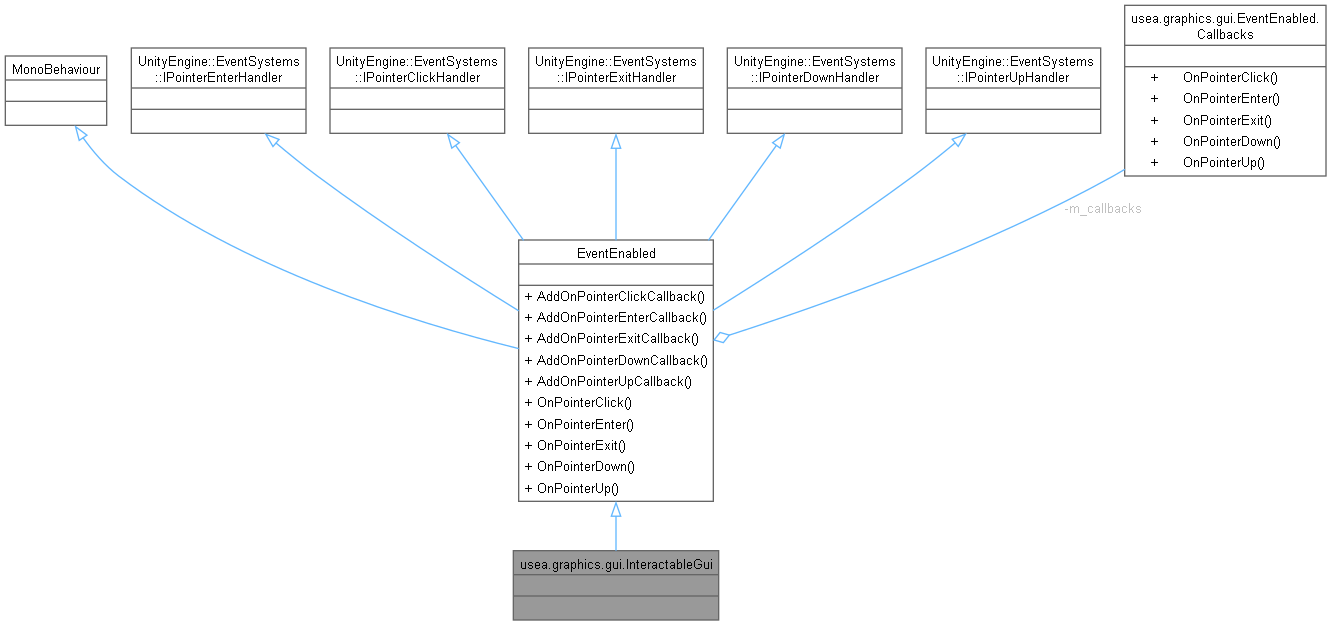 MonoBehaviour
UnityEngine::EventSystems
::IPointerEnterHandler
UnityEngine::EventSystems
::IPointerClickHandler
UnityEngine::EventSystems
::IPointerExitHandler
UnityEngine::EventSystems
::IPointerDownHandler
UnityEngine::EventSystems
::IPointerUpHandler
usea.graphics.gui.EventEnabled.
Callbacks
+ OnPointerClick()
+ OnPointerEnter()
+ OnPointerExit()
+ OnPointerDown()
+ OnPointerUp()
-m_callbacks
EventEnabled
+ AddOnPointerClickCallback()
+ AddOnPointerEnterCallback()
+ AddOnPointerExitCallback()
+ AddOnPointerDownCallback()
+ AddOnPointerUpCallback()
+ OnPointerClick()
+ OnPointerEnter()
+ OnPointerExit()
+ OnPointerDown()
+ OnPointerUp()
usea.graphics.gui.InteractableGui